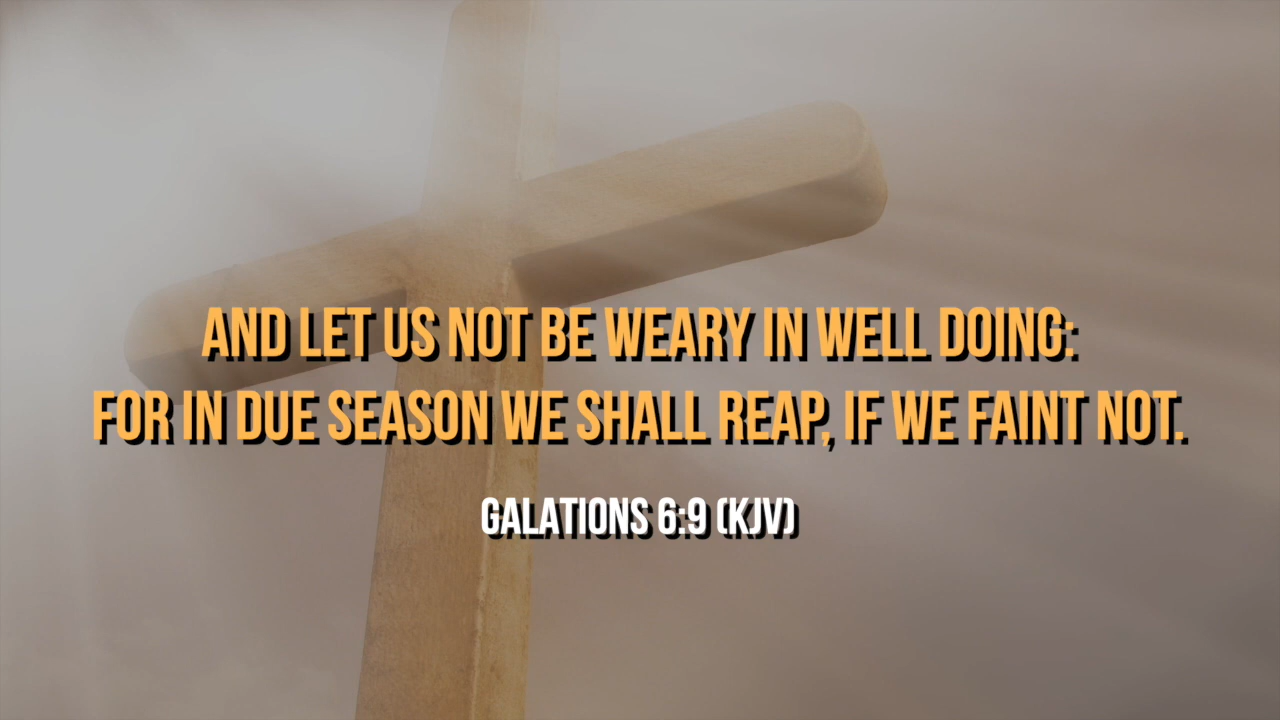 AND LET US NOT BE WEARY IN WELL DOING:
FOR IN DUE SEASON WE SHALL REAP, IF WE FAINT NOT.
GALATIONS 6:9 (KJV)